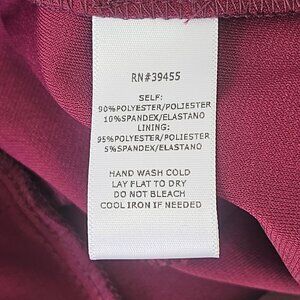 RN#39455
SELF:
90%POLYESTER/POLIESTER
10%SPANDEX/ELASTANO
LINING:
95%POLYESTER/POLIESTER
5%SPANDEX/ELASTANO
HAND WASH COLD
LAY FLAT TO DRY
DO NOT BLEACH
COOL IRON IF NEEDED